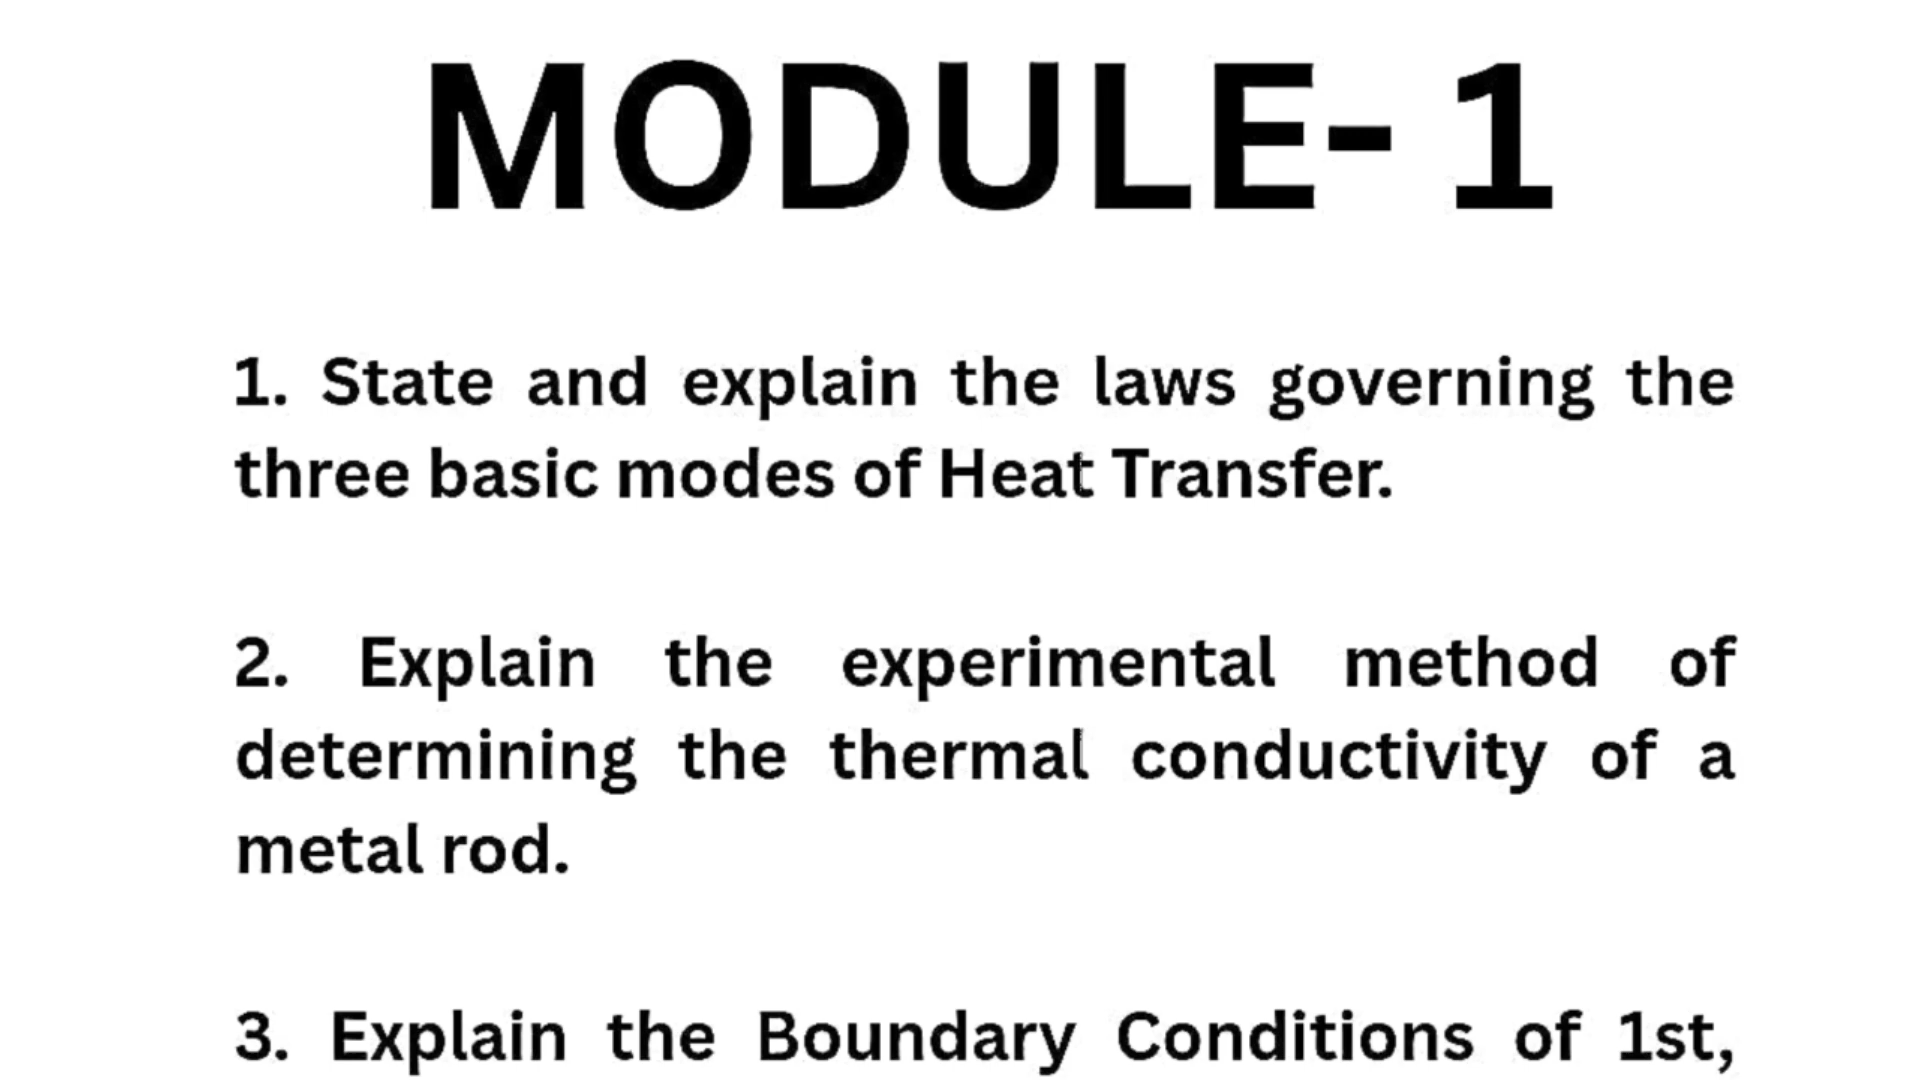 MODULE- 1
1. State and explain the laws governing the
three basic modes of Heat Transfer.
2. Explain the experimental method of
determining the thermal conductivity of a
metal rod.
3. Explain the Boundary Conditions of 1st,